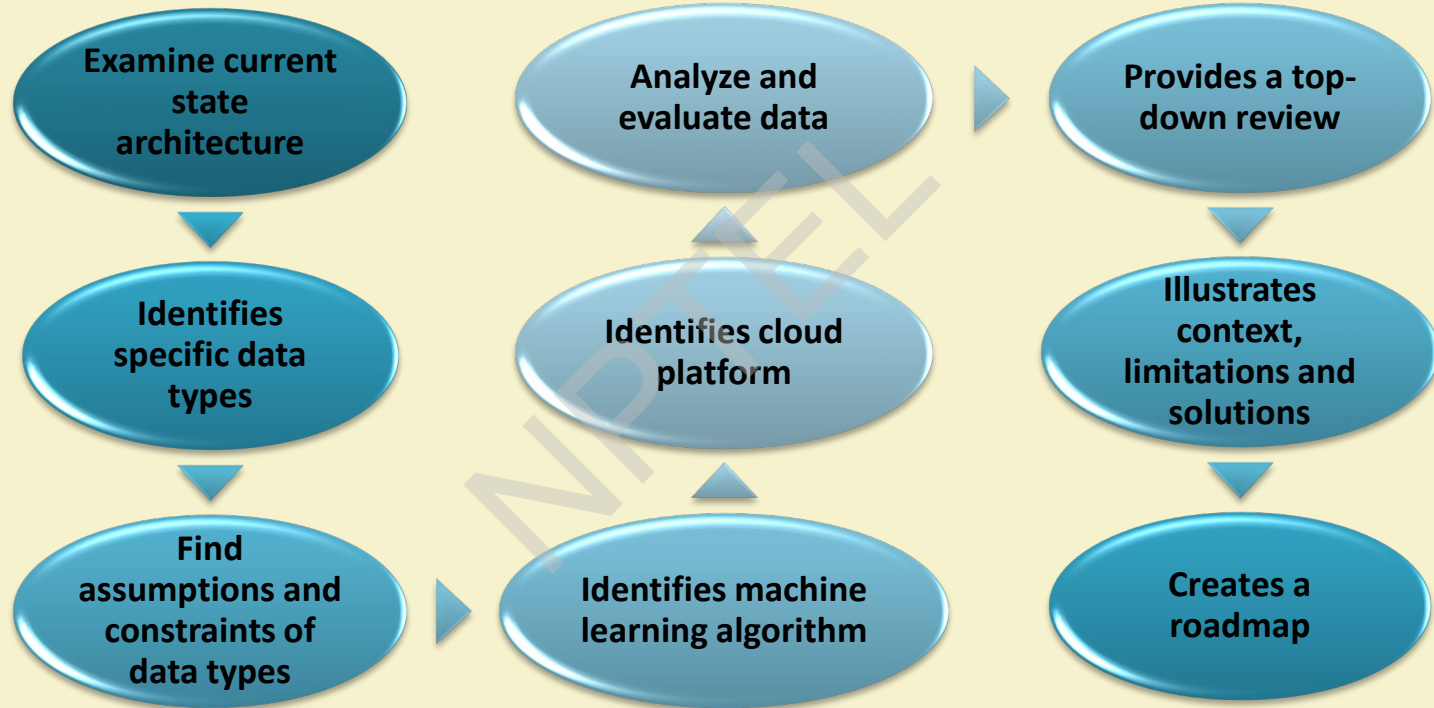 Examine current
state
architecture
Identifies
specific data
types
Find
assumptions and
constraints of
data types
Identifies machine
learning algorithm
Identifies cloud
platform
Analyze and
evaluate data
Provides a top-
down review
Illustrates
context,
limitations and
solutions
Creates a
roadmap
NPTEL